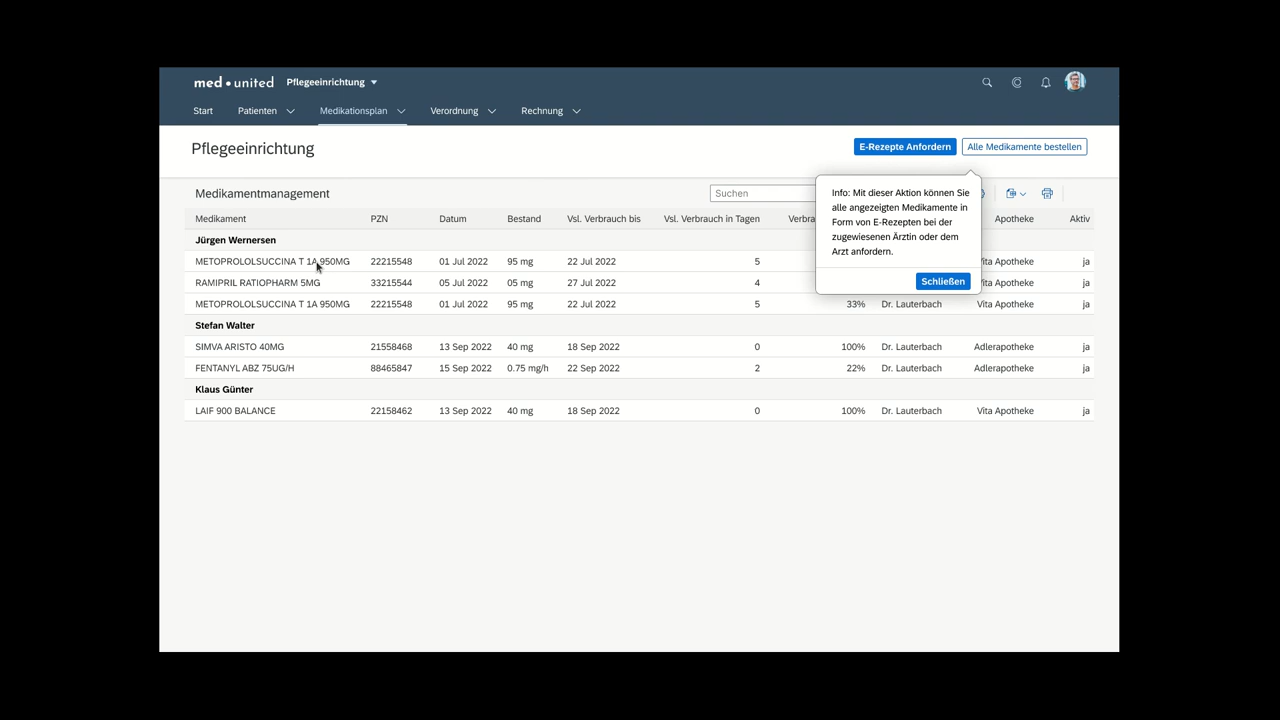 med•united Pflegeeinrichtung
Start Patienten Medikationsplan Verordnung Rechnung
Pflegeeinrichtung
E-Rezepte Anfordern Alle Medikamente bestellen
Medikamentmanagement
Suchen
Info: Mit dieser Aktion können Sie
alle angezeigten Medikamente in
Form von E-Rezepten bei der
zugewiesenen Ärztin oder dem
Arzt anfordern.
Schließen
Medikament PZN Datum Bestand Vsl. Verbrauch bis Vsl. Verbrauch in Tagen Apotheke Aktiv
Jürgen Wernersen
METOPROLOLSUCCINA T 1A 950MG 22215548 01 Jul 2022 95 mg 22 Jul 2022 5 Vita Apotheke ja
RAMIPRIL RATIOPHARM 5MG 33215544 05 Jul 2022 05 mg 27 Jul 2022 4 Vita Apotheke ja
METOPROLOLSUCCINA T 1A 950MG 22215548 01 Jul 2022 95 mg 22 Jul 2022 5 33% Dr. Lauterbach Vita Apotheke ja
Stefan Walter
SIMVA ARISTO 40MG 21558468 13 Sep 2022 40 mg 18 Sep 2022 0 100% Dr. Lauterbach Adlerapotheke ja
FENTANYL ABZ 75UG/H 88465847 15 Sep 2022 0.75 mg/h 22 Sep 2022 2 22% Dr. Lauterbach Adlerapotheke ja
Klaus Günter
LAIF 900 BALANCE 22158462 13 Sep 2022 40 mg 18 Sep 2022 0 100% Dr. Lauterbach Vita Apotheke ja